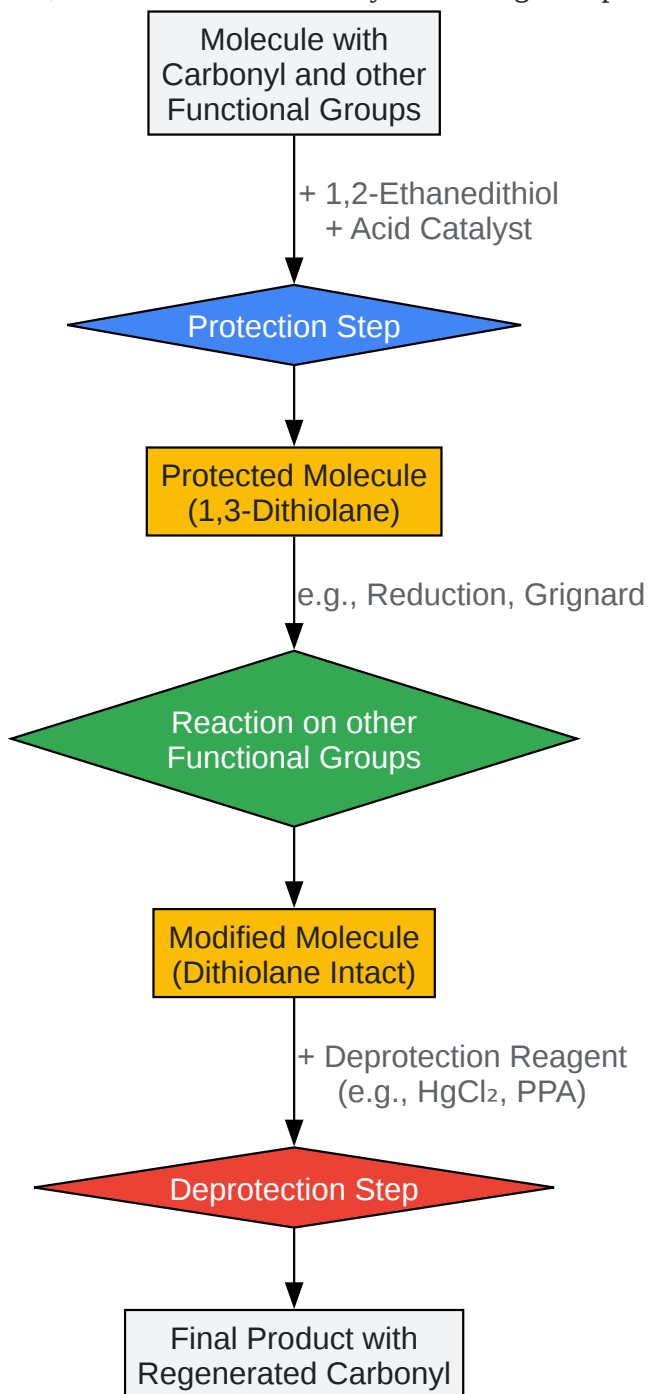 Molecule with
Carbonyl and other
Functional Groups
+ 1,2-Ethanedithiol
+ Acid Catalyst
Protection Step
Protected Molecule
(1,3-Dithiolane)
e.g., Reduction, Grignard
Reaction on other
Functional Groups
Modified Molecule
(Dithiolane Intact)
+ Deprotection Reagent
(e.g., HgCl₂, PPA)
Deprotection Step
Final Product with
Regenerated Carbonyl